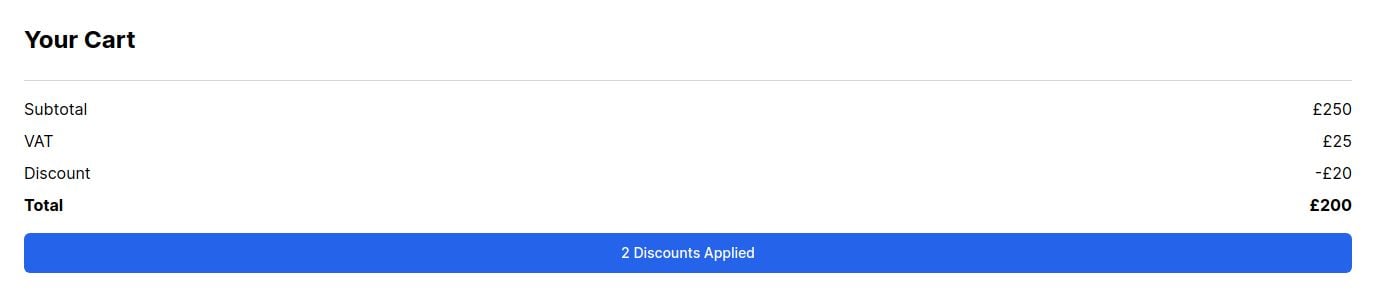 Your Cart
Subtotal £250
VAT £25
Discount -£20
Total £200
2 Discounts Applied